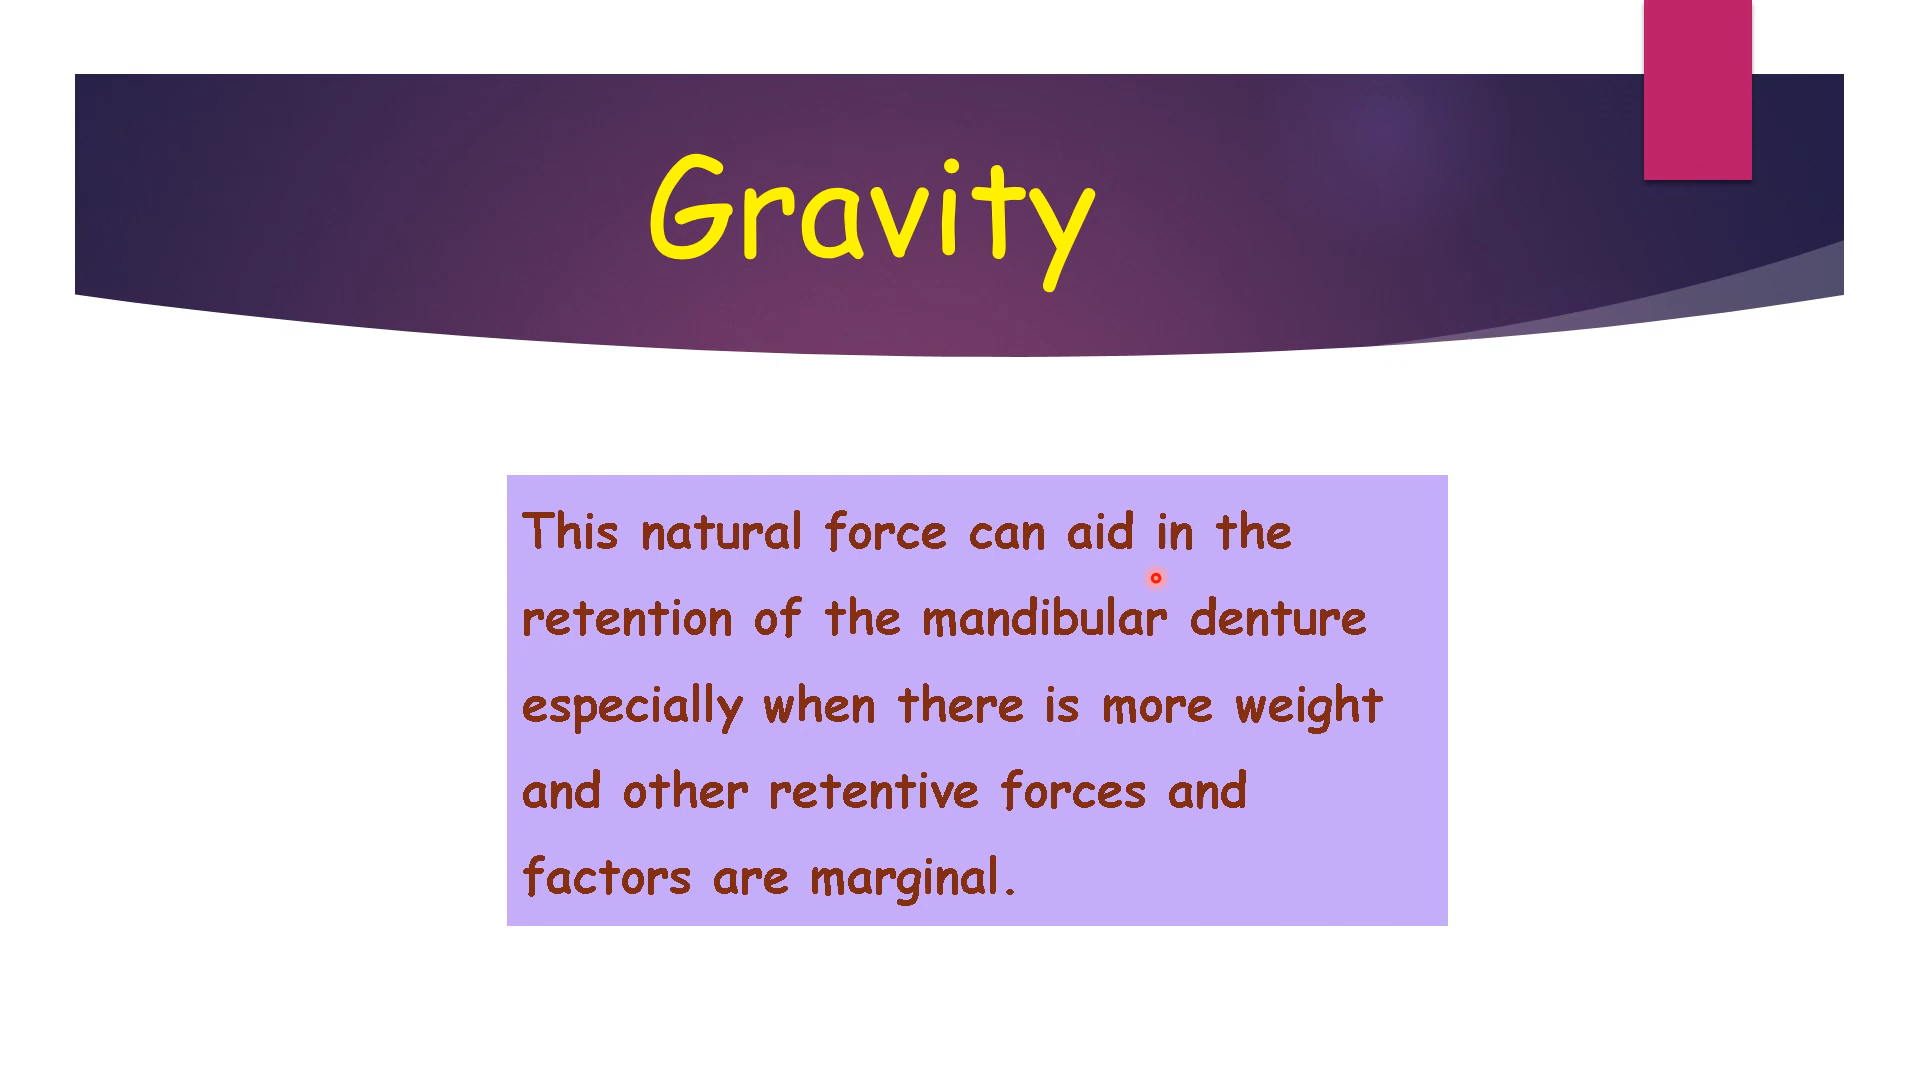 Gravity
This natural force can aid in the
retention of the mandibular denture
especially when there is more weight
and other retentive forces and
factors are marginal.